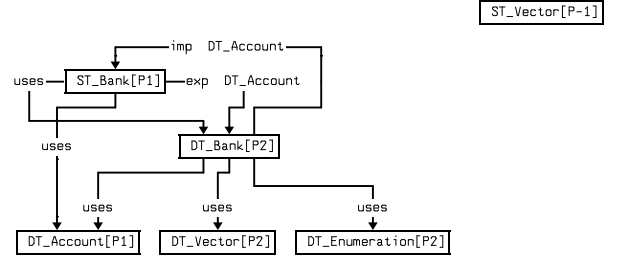 ST_Vector[P-1]
imp DT_Account
uses ST_Bank[P1] exp DT_Account
uses DT_Bank[P2]
uses uses uses
DT_Account[P1] DT_Vector[P2] DT_Enumeration[P2]